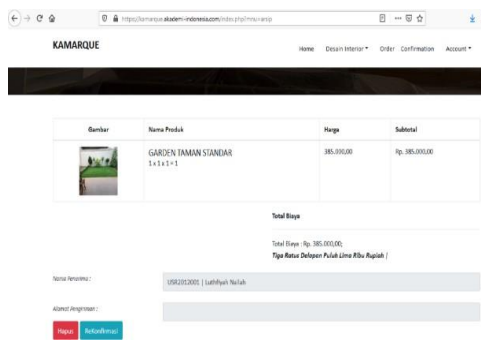 https://kamarque.akademi-indonesia.com/index.php?mnu=arsip
KAMARQUE
Home Desain Interior Order Confirmation Account
Gambar Nama Produk Harga Subtotal
GARDEN TAMAN STANDAR 385.000,00 Rp. 385.000,00
1 x 1 x 1 = 1
Total Biaya
Total Biaya : Rp. 385.000,00;
Tiga Ratus Delapan Puluh Lima Ribu Rupiah |
Nama Penerima : USR2012001 | Luthfiyah Nailah
Alamat Pengiriman :
Hapus ReKonfirmasi